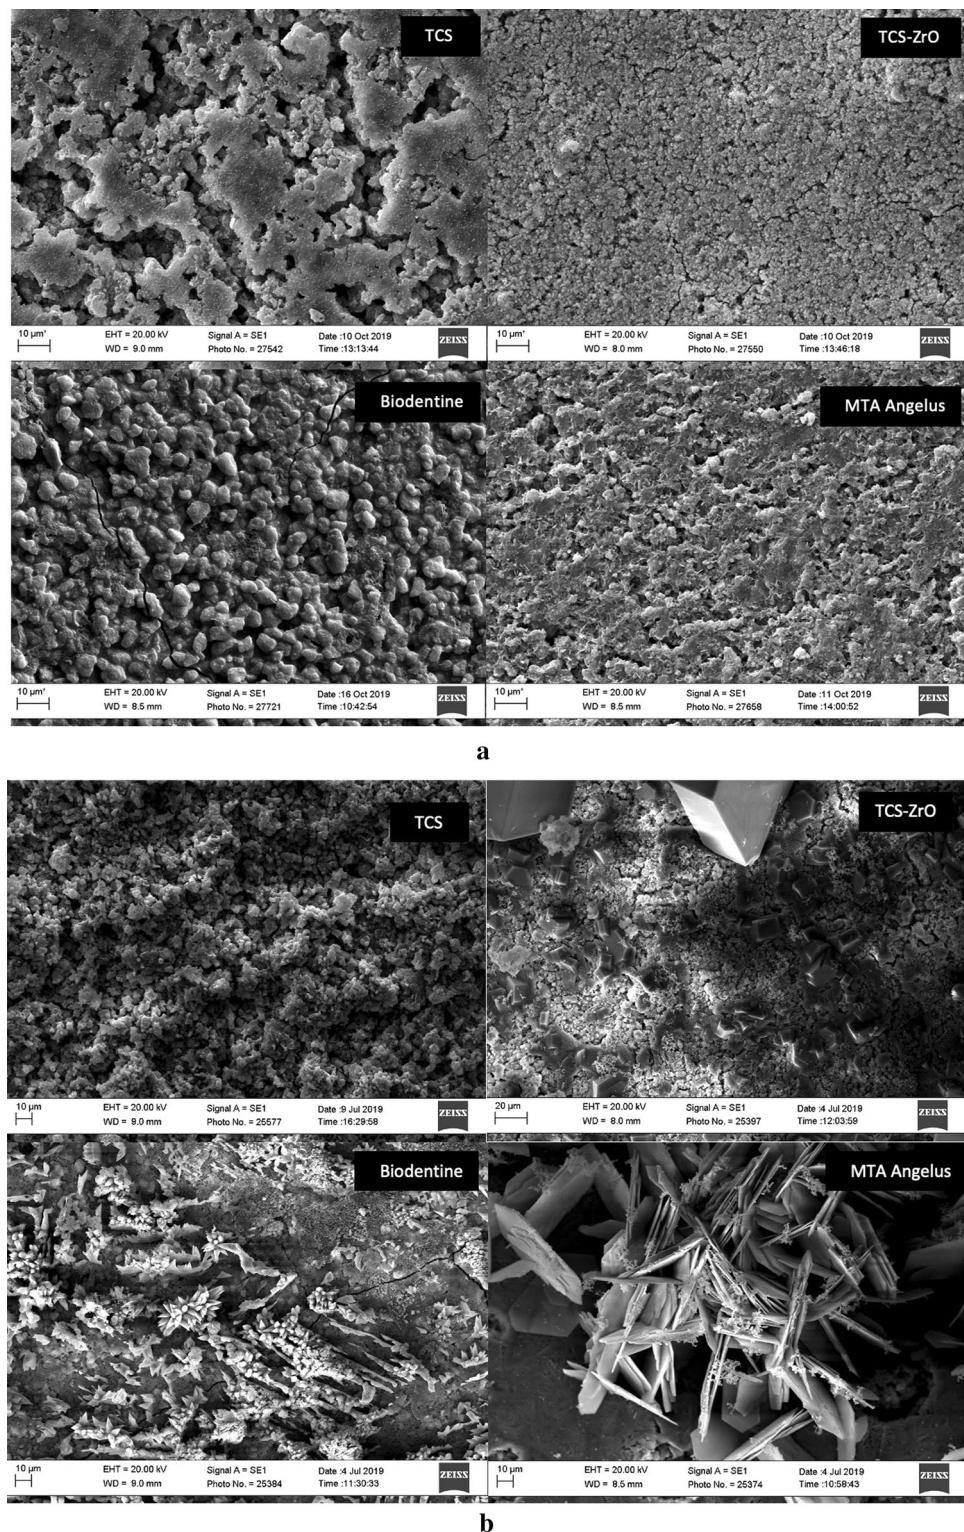 TCS
TCS-ZrO
10 µm*
EHT = 20.00 kV Signal A = SE1 Date :10 Oct 2019
WD = 9.0 mm Photo No. = 27542 Time :13:13:44
ZEISS
10 µm*
EHT = 20.00 kV Signal A = SE1 Date :10 Oct 2019
WD = 8.0 mm Photo No. = 27550 Time :13:46:18
ZEISS
Biodentine
MTA Angelus
10 µm*
EHT = 20.00 kV Signal A = SE1 Date :16 Oct 2019
WD = 8.5 mm Photo No. = 27721 Time :10:42:54
ZEISS
10 µm*
EHT = 20.00 kV Signal A = SE1 Date :11 Oct 2019
WD = 8.5 mm Photo No. = 27658 Time :14:00:52
ZEISS
a
TCS
TCS-ZrO
10 µm
EHT = 20.00 kV Signal A = SE1 Date :9 Jul 2019
WD = 9.0 mm Photo No. = 25577 Time :16:29:58
ZEISS
20 µm
EHT = 20.00 kV Signal A = SE1 Date :4 Jul 2019
WD = 8.0 mm Photo No. = 25397 Time :12:03:59
ZEISS
Biodentine
MTA Angelus
10 µm
EHT = 20.00 kV Signal A = SE1 Date :4 Jul 2019
WD = 9.0 mm Photo No. = 25384 Time :11:30:33
ZEISS
10 µm
EHT = 20.00 kV Signal A = SE1 Date :4 Jul 2019
WD = 8.5 mm Photo No. = 25374 Time :10:58:43
ZEISS
b